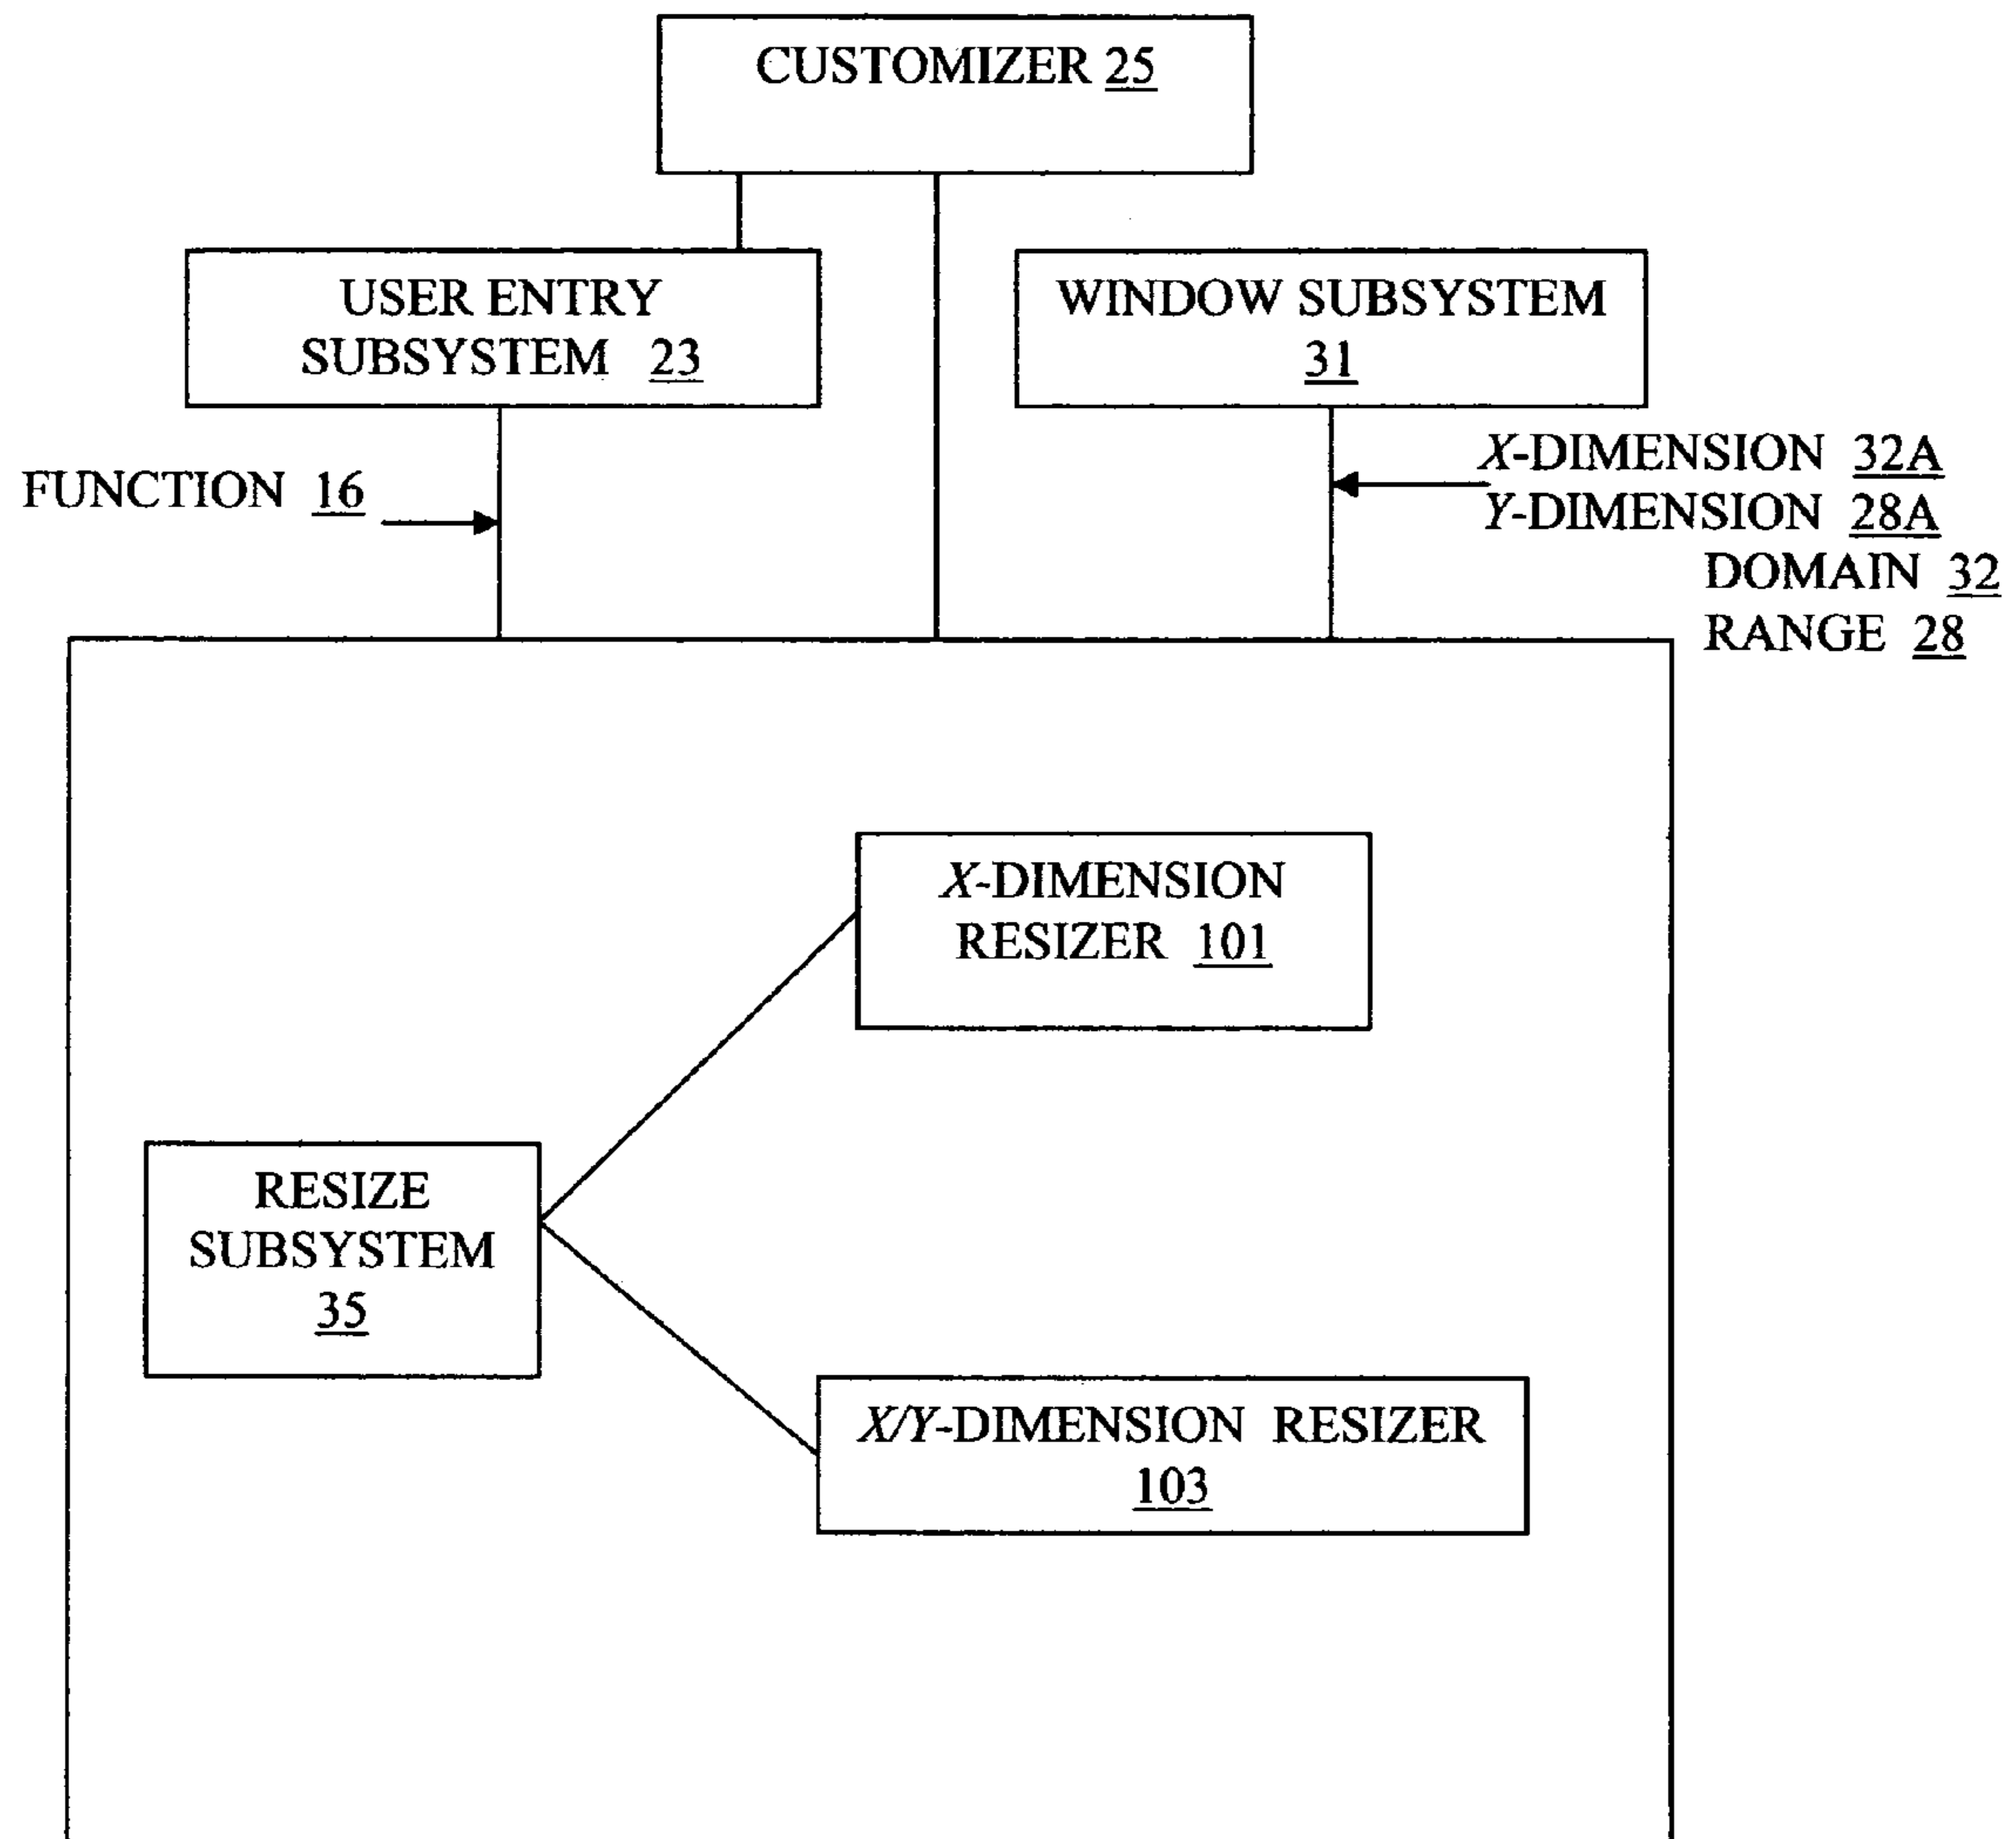 CUSTOMIZER 25
USER ENTRY
SUBSYSTEM 23
WINDOW SUBSYSTEM
31
FUNCTION 16
X-DIMENSION 32A
Y-DIMENSION 28A
DOMAIN 32
RANGE 28
X-DIMENSION
RESIZER 101
RESIZE
SUBSYSTEM
35
X/Y-DIMENSION RESIZER
103